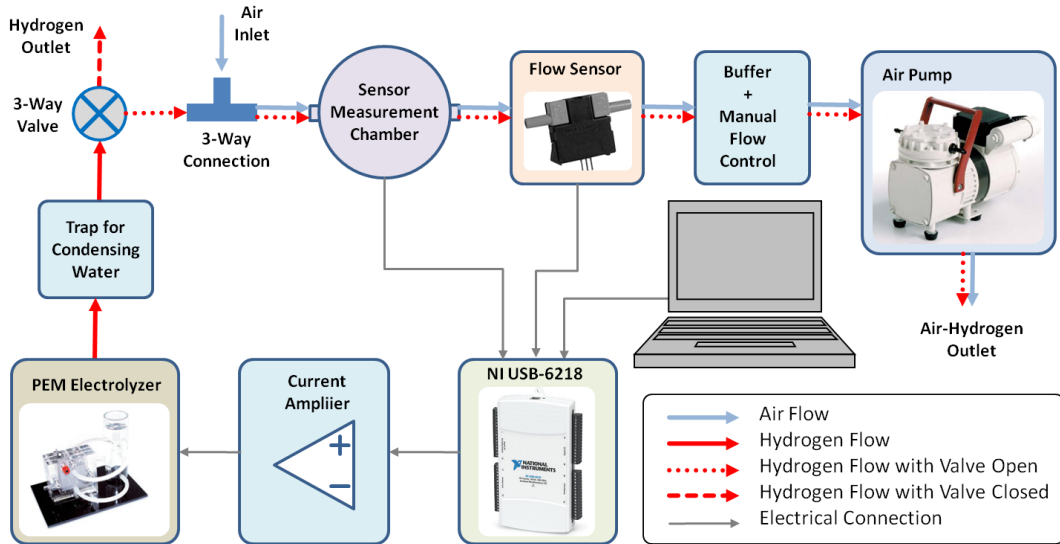 Hydrogen
Outlet
Air
Inlet
3-Way
Valve
3-Way
Connection
Sensor
Measurement
Chamber
Flow Sensor
Buffer
+
Manual
Flow
Control
Air Pump
Trap for
Condensing
Water
Air-Hydrogen
Outlet
PEM Electrolyzer
Current
Ampliier
NI USB-6218
NATIONAL
INSTRUMENTS
Air Flow
Hydrogen Flow
Hydrogen Flow with Valve Open
Hydrogen Flow with Valve Closed
Electrical Connection